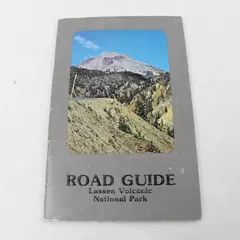 ROAD GUIDE
Lassen Volcanic
National Park